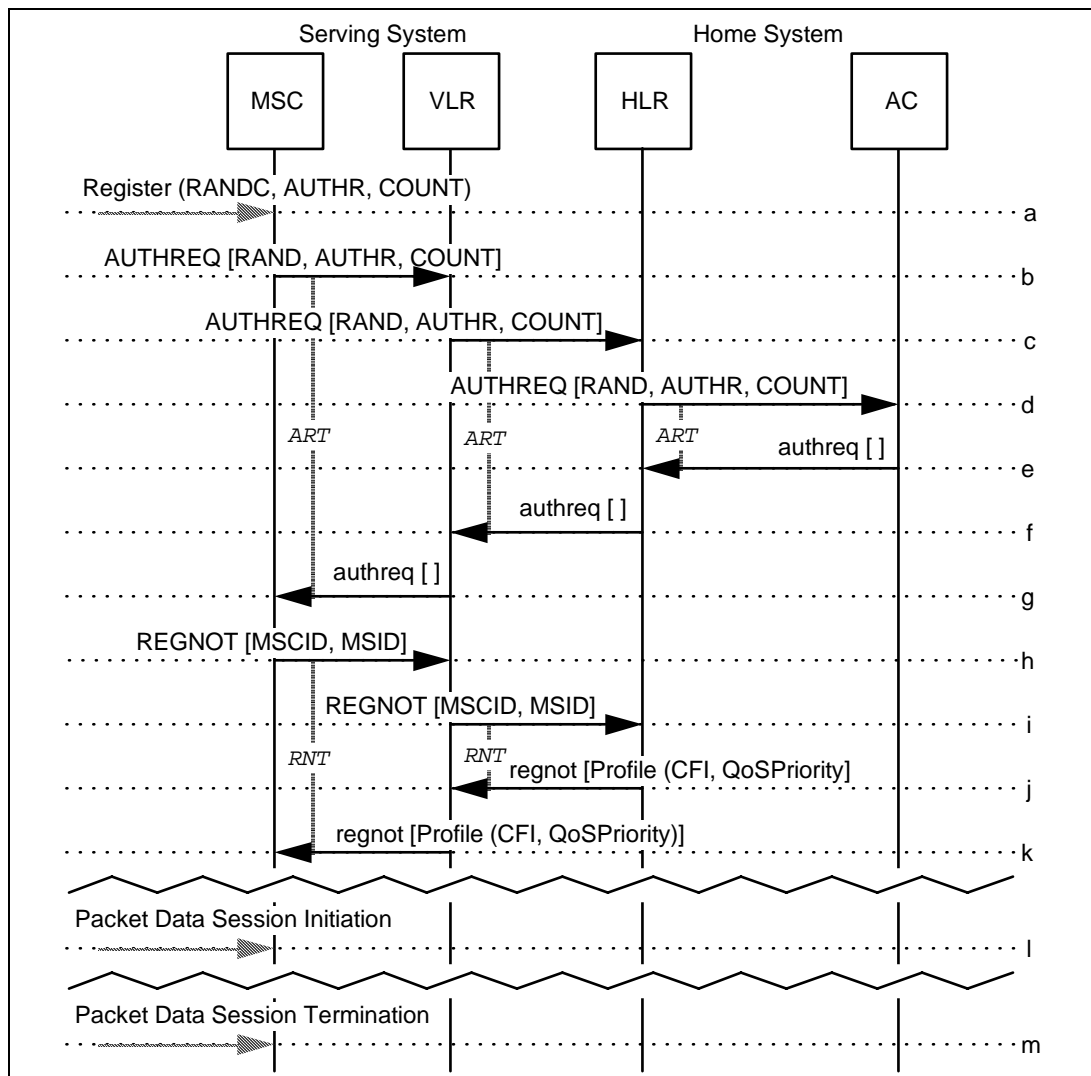 Serving System Home System
MSC VLR HLR AC
Register (RANDC, AUTHR, COUNT)
a
AUTHREQ [RAND, AUTHR, COUNT]
b
AUTHREQ [RAND, AUTHR, COUNT]
c
AUTHREQ [RAND, AUTHR, COUNT]
d
ART ART ART
authreq [ ]
e
authreq [ ]
f
authreq [ ]
g
REGNOT [MSCID, MSID]
h
REGNOT [MSCID, MSID]
i
RNT RNT
regnot [Profile (CFI, QoSPriority]
j
regnot [Profile (CFI, QoSPriority)]
k
Packet Data Session Initiation
l
Packet Data Session Termination
m